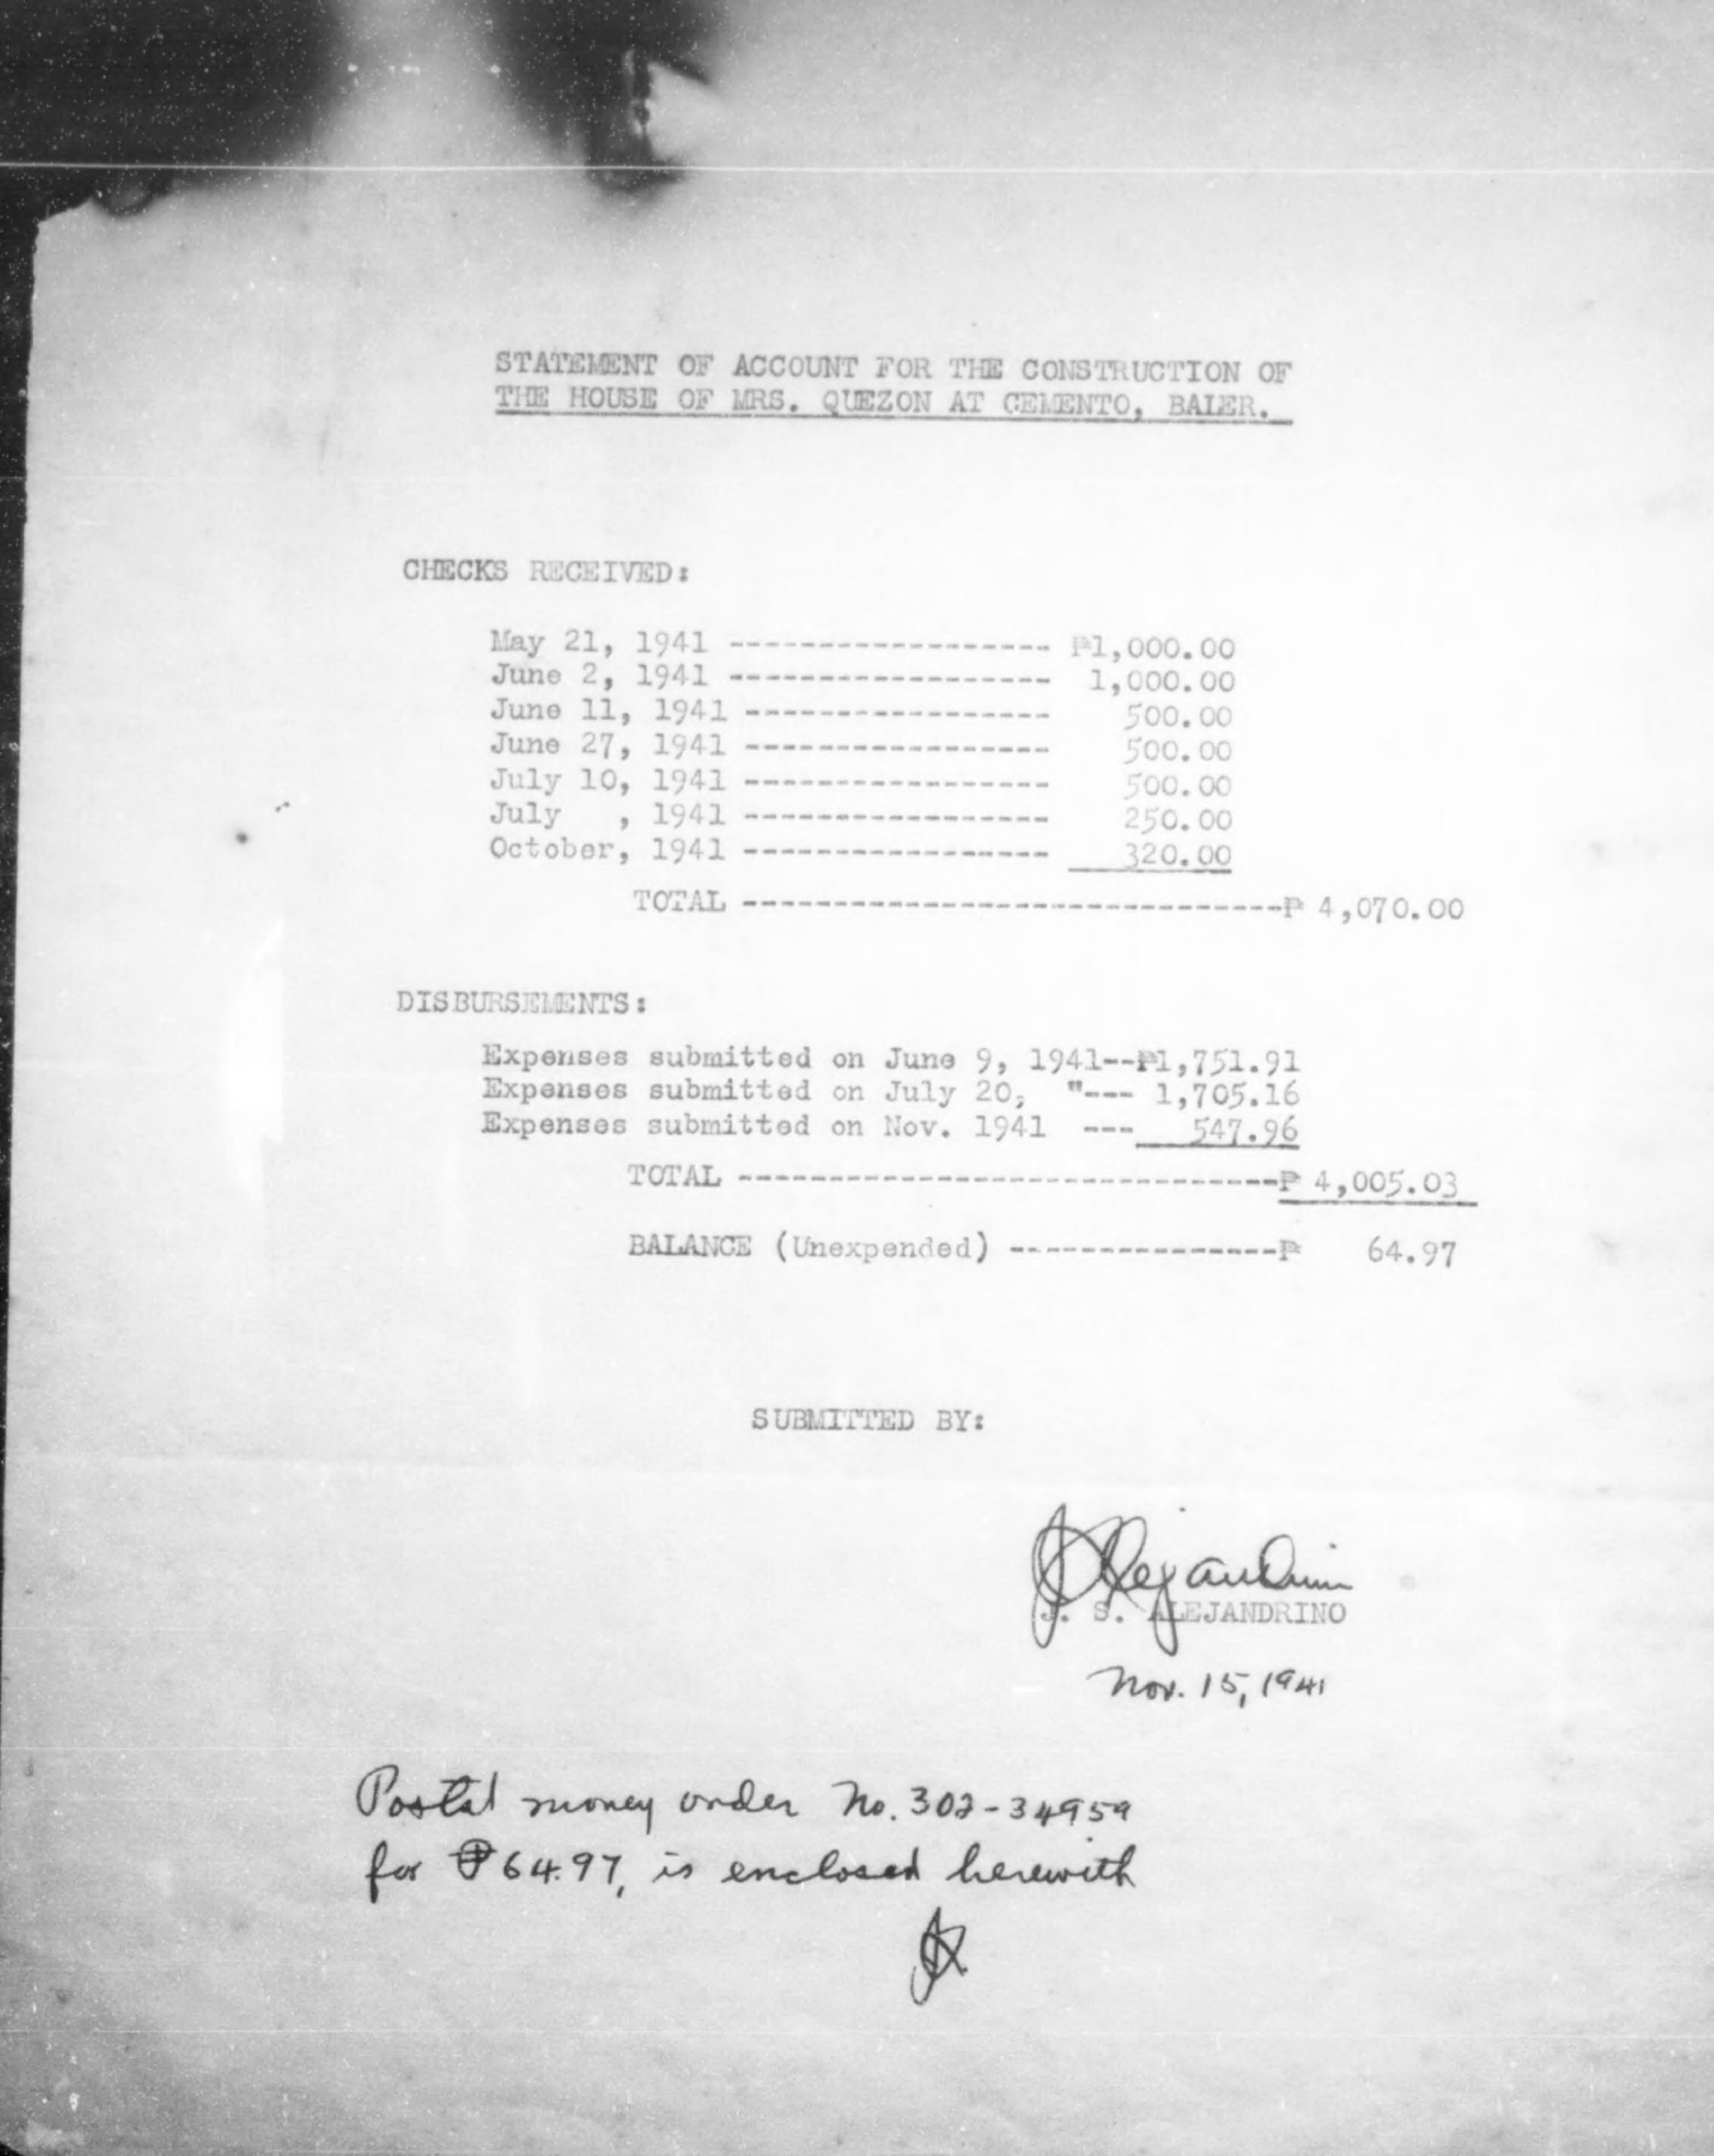 STATEMENT OF ACCOUNT FOR THE CONSTRUCTION OF
THE HOUSE OF MRS. QUEZON AT CEMENTO, BALER.
CHECKS RECEIVED:
May 21, 1941 ------------------ ₱1,000.00
June 2, 1941 ------------------ 1,000.00
June 11, 1941 ----------------- 500.00
June 27, 1941 ----------------- 500.00
July 10, 1941 ----------------- 500.00
July , 1941 ----------------- 250.00
October, 1941 ----------------- 320.00
TOTAL ------------------------------₱ 4,070.00
DISBURSEMENTS:
Expenses submitted on June 9, 1941--₱1,751.91
Expenses submitted on July 20, "--- 1,705.16
Expenses submitted on Nov. 1941 --- 547.96
TOTAL ------------------------------₱ 4,005.03
BALANCE (Unexpended) ---------------₱ 64.97
SUBMITTED BY:
JAlejandrino
J. S. ALEJANDRINO
Nov. 15, 1941
Postal money order No. 302-34959
for ₱64.97, is enclosed herewith
JA.